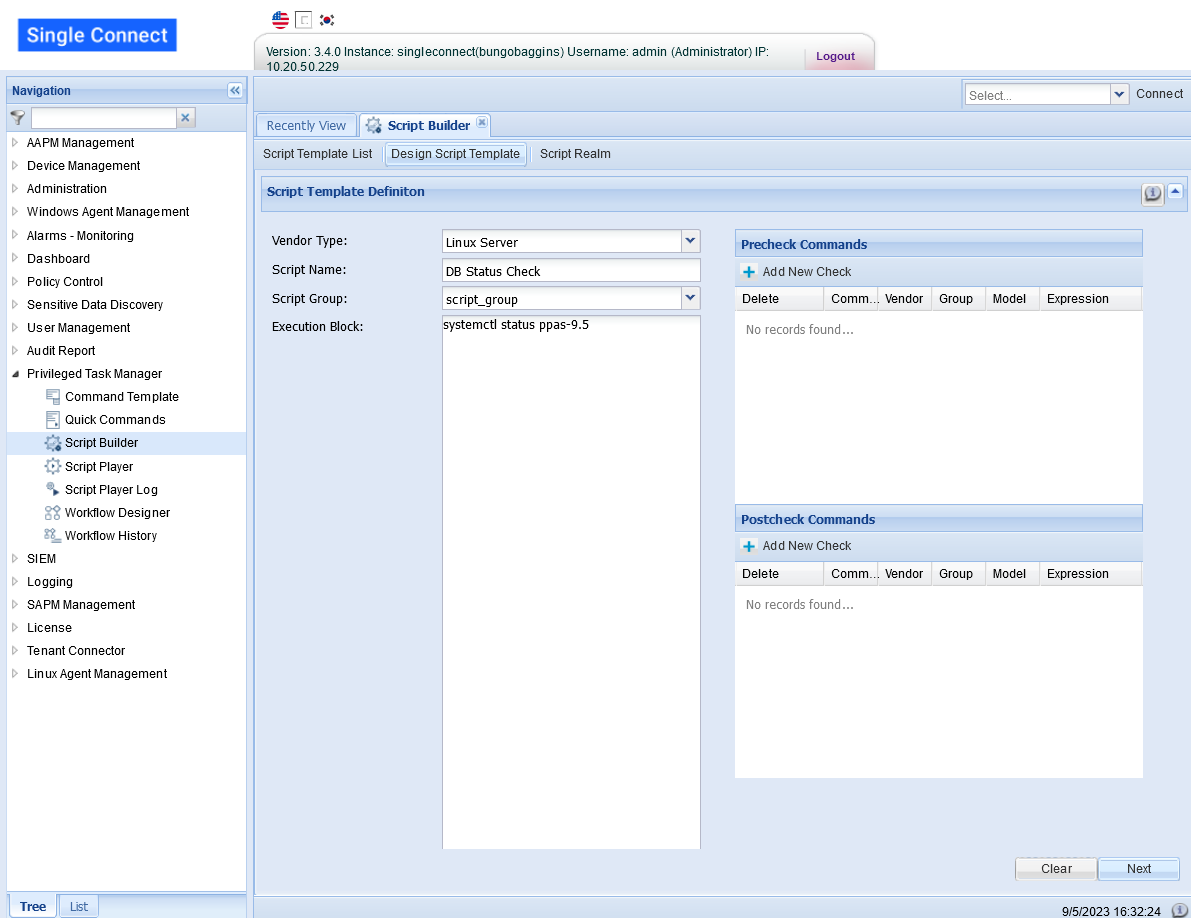 Single Connect
Version: 3.4.0 Instance: singleconnect(bungobaggins) Username: admin (Administrator) IP:
10.20.50.229
Logout
Navigation
Select...
Connect
Recently View
Script Builder
Script Template List
Design Script Template
Script Realm
AAPM Management
Device Management
Administration
Windows Agent Management
Alarms - Monitoring
Dashboard
Policy Control
Sensitive Data Discovery
User Management
Audit Report
Privileged Task Manager
Command Template
Quick Commands
Script Builder
Script Player
Script Player Log
Workflow Designer
Workflow History
SIEM
Logging
SAPM Management
License
Tenant Connector
Linux Agent Management
Tree
List
Script Template Definiton
Vendor Type:
Linux Server
Script Name:
DB Status Check
Script Group:
script_group
Execution Block:
systemctl status ppas-9.5
Precheck Commands
Add New Check
Delete Comm... Vendor Group Model Expression
No records found...
Postcheck Commands
Add New Check
Delete Comm... Vendor Group Model Expression
No records found...
Clear
Next
9/5/2023 16:32:24